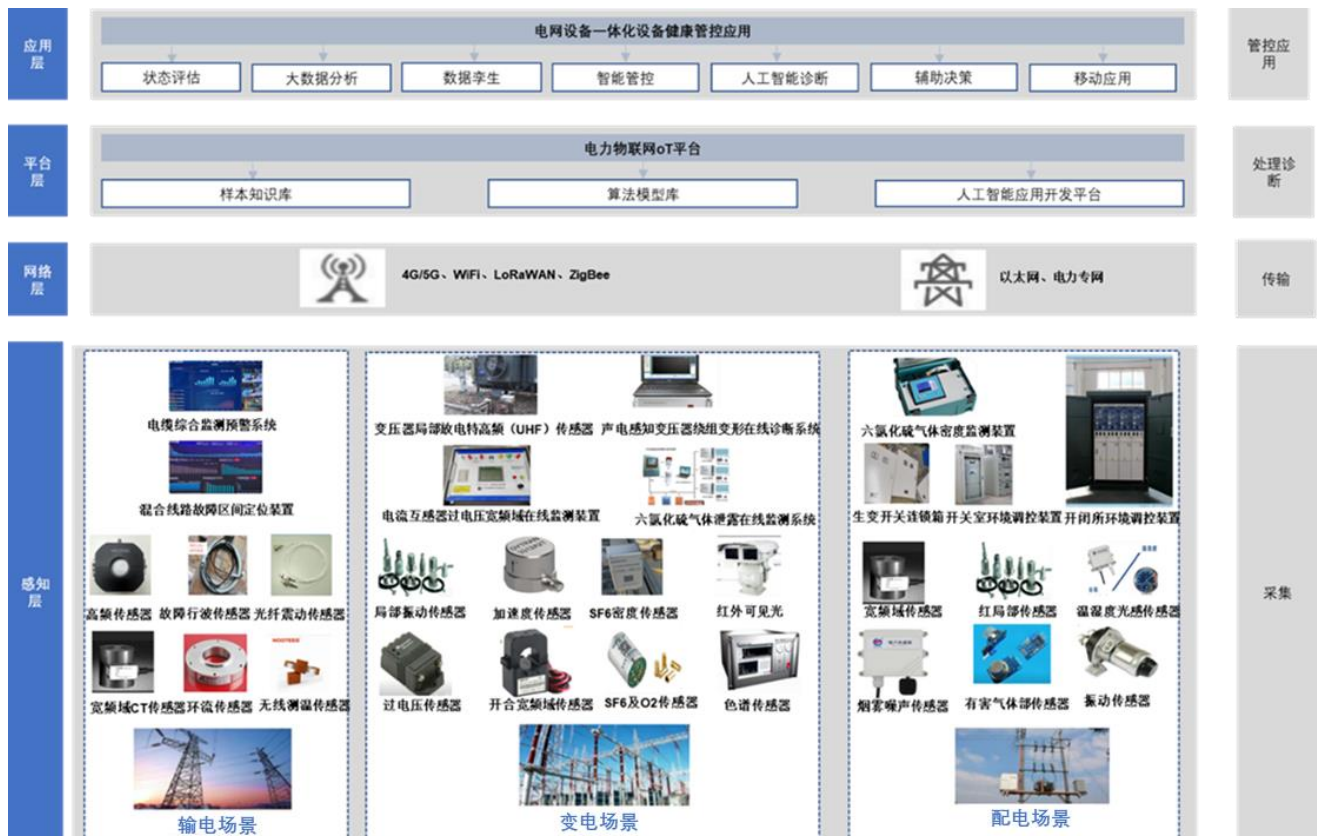 应用
层
电网设备一体化设备健康管控应用
状态评估
大数据分析
数据孪生
智能管控
人工智能诊断
辅助决策
移动应用
管控应
用
平台
层
电力物联网oT平台
样本知识库
算法模型库
人工智能应用开发平台
处理诊
断
网络
层
4G/5G、WiFi、LoRaWAN、ZigBee
以太网、电力专网
传输
感知
层
电缆综合监测预警系统
混合线路故障区间定位装置
高频传感器
故障行波传感器
光纤震动传感器
宽频域CT传感器
环流传感器
无线测温传感器
输电场景
变压器局部放电特高频（UHF）传感器
声电感知变压器绕组变形在线诊断系统
电流互感器过电压宽频域在线监测装置
六氟化硫气体泄露在线监测系统
局部振动传感器
加速度传感器
SF6密度传感器
红外可见光
过电压传感器
开合宽频域传感器
SF6及O2传感器
色谱传感器
变电场景
六氟化硫气体密度监测装置
生变开关连锁箱
开关室环境调控装置
开闭所环境调控装置
宽频域传感器
红局部传感器
温湿度光感传感器
烟雾噪声传感器
有害气体部传感器
振动传感器
配电场景
采集